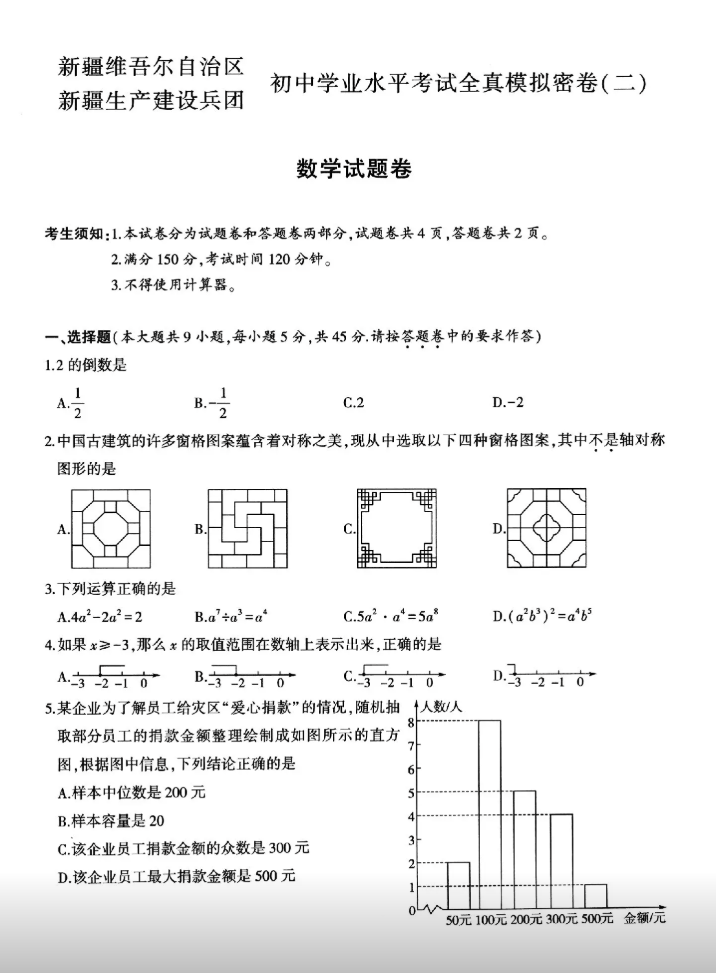 新疆维吾尔自治区
新疆生产建设兵团
初中学业水平考试全真模拟密卷(二)
数学试题卷
考生须知:1.本试卷分为试题卷和答题卷两部分,试题卷共4页,答题卷共2页。
2.满分150分,考试时间120分钟。
3.不得使用计算器。
一、选择题(本大题共9小题,每小题5分,共45分.请按答题卷中的要求作答)
1.2的倒数是
A.1/2 B.-1/2 C.2 D.-2
2.中国古建筑的许多窗格图案蕴含着对称之美,现从中选取以下四种窗格图案,其中不是轴对称
图形的是
A. B. C. D.
3.下列运算正确的是
A.4a²-2a²=2 B.a⁷÷a³=a⁴ C.5a²·a⁴=5a⁸ D.(a²b³)²=a⁴b⁵
4.如果x≥-3,那么x的取值范围在数轴上表示出来,正确的是
A. -3 -2 -1 0 B. -3 -2 -1 0 C. -3 -2 -1 0 D. -3 -2 -1 0
5.某企业为了解员工给灾区“爱心捐款”的情况,随机抽
取部分员工的捐款金额整理绘制成如图所示的直方
图,根据图中信息,下列结论正确的是
A.样本中位数是200元
B.样本容量是20
C.该企业员工捐款金额的众数是300元
D.该企业员工最大捐款金额是500元
人数/人
8
7
6
5
4
3
2
1
0
50元 100元 200元 300元 500元 金额/元